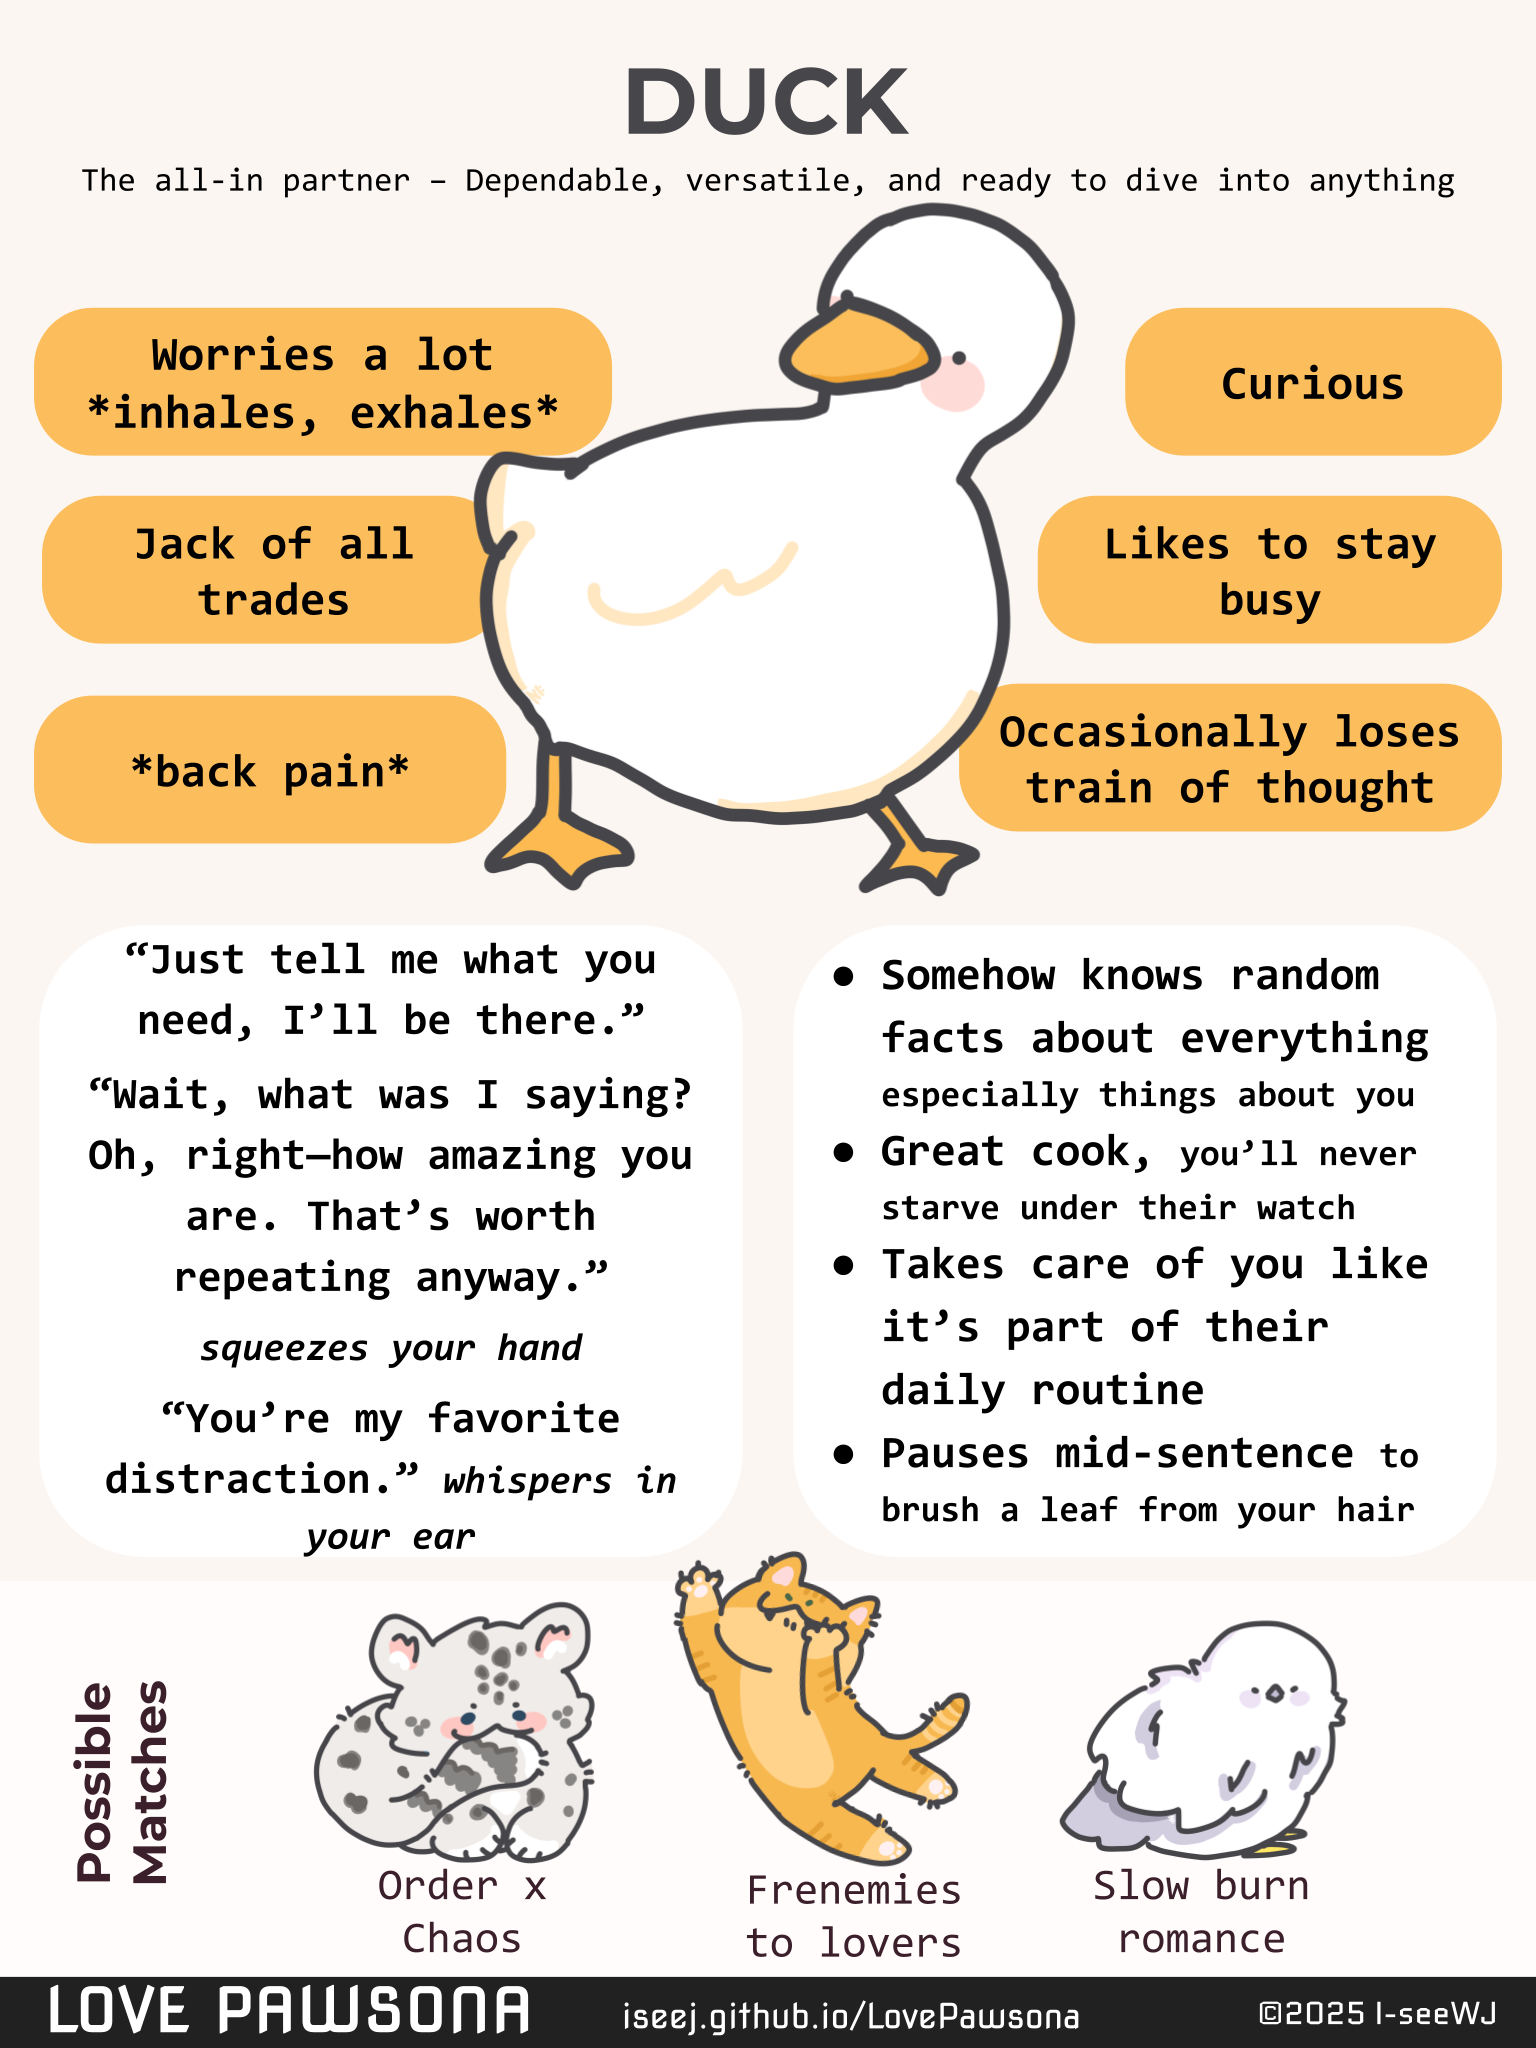 DUCK
The all-in partner – Dependable, versatile, and ready to dive into anything
Worries a lot
*inhales, exhales*
Curious
Jack of all
trades
Likes to stay
busy
*back pain*
Occasionally loses
train of thought
“Just tell me what you
need, I’ll be there.”
“Wait, what was I saying?
Oh, right—how amazing you
are. That’s worth
repeating anyway.”
squeezes your hand
“You’re my favorite
distraction.” whispers in
your ear
● Somehow knows random
facts about everything
especially things about you
● Great cook, you’ll never
starve under their watch
● Takes care of you like
it’s part of their
daily routine
● Pauses mid-sentence to
brush a leaf from your hair
Possible
Matches
Order x
Chaos
Frenemies
to lovers
Slow burn
romance
LOVE PAWSONA
iseej.github.io/LovePawsona
©2025 I-seeWJ